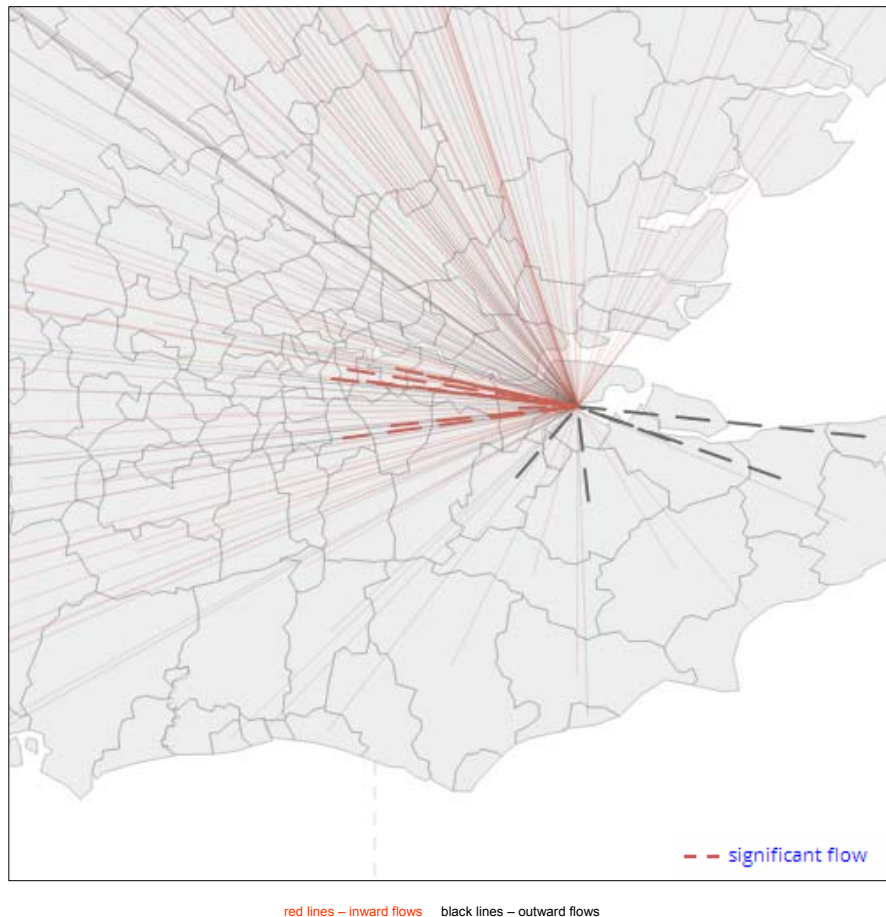 significant flow
red lines – inward flows black lines – outward flows